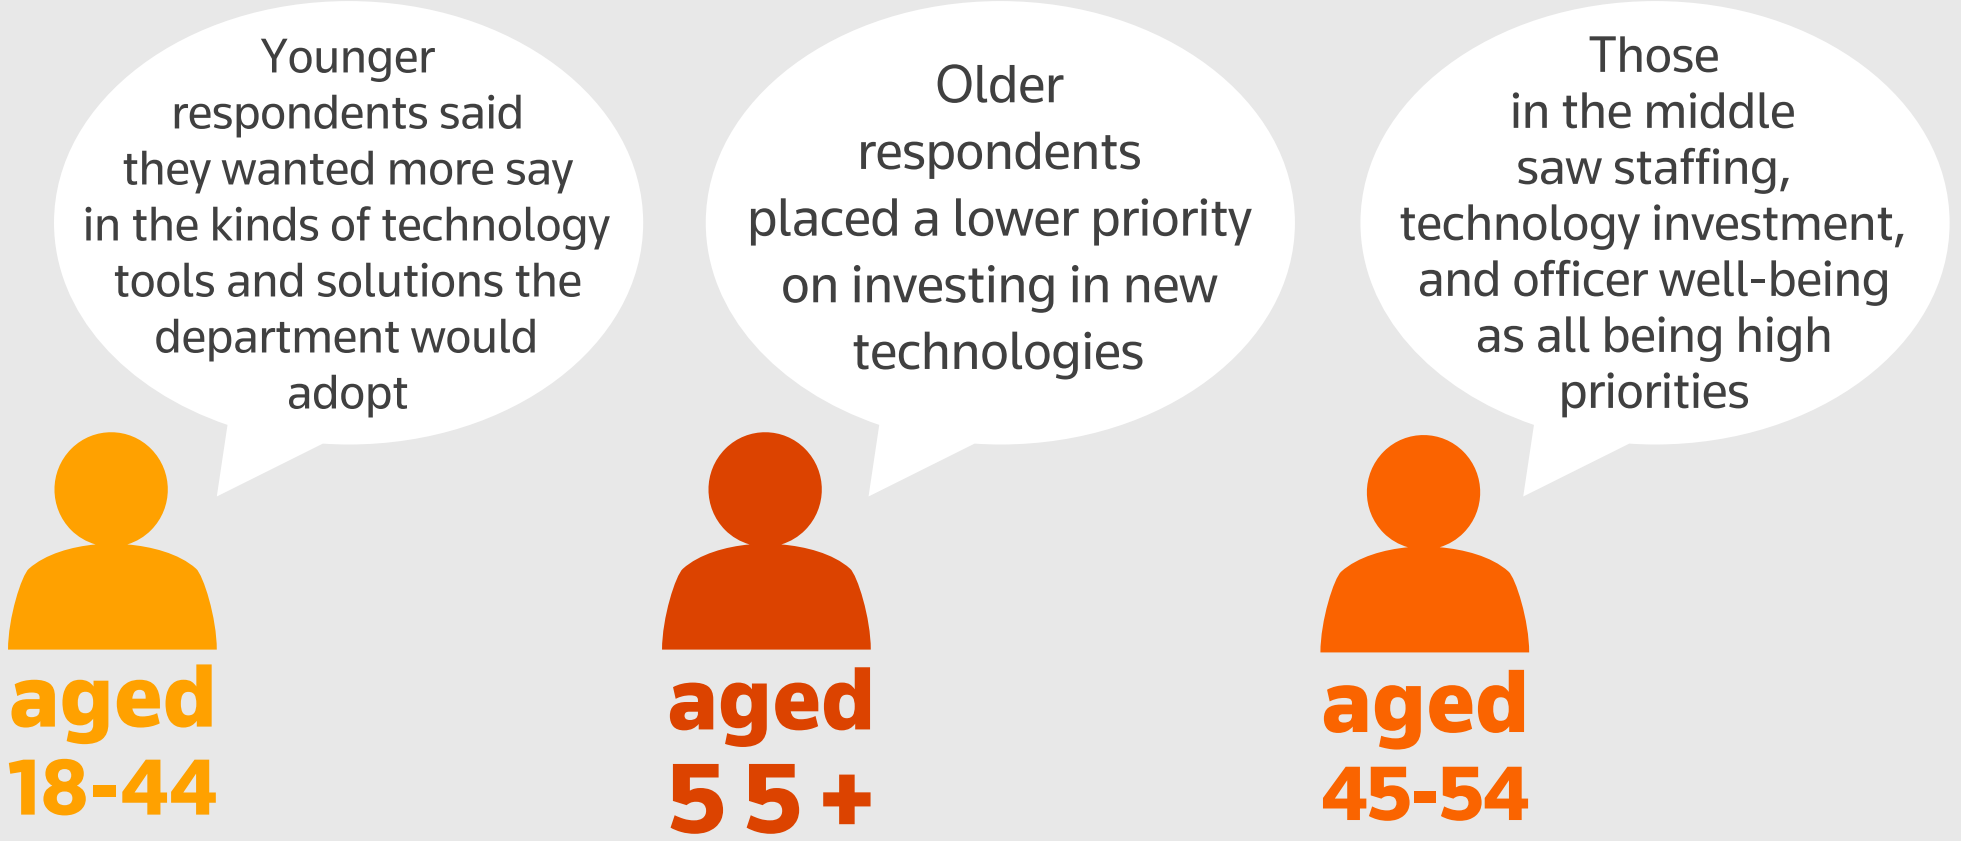 Younger
respondents said
they wanted more say
in the kinds of technology
tools and solutions the
department would
adopt
aged
18-44
Older
respondents
placed a lower priority
on investing in new
technologies
aged
55+
Those
in the middle
saw staffing,
technology investment,
and officer well-being
as all being high
priorities
aged
45-54